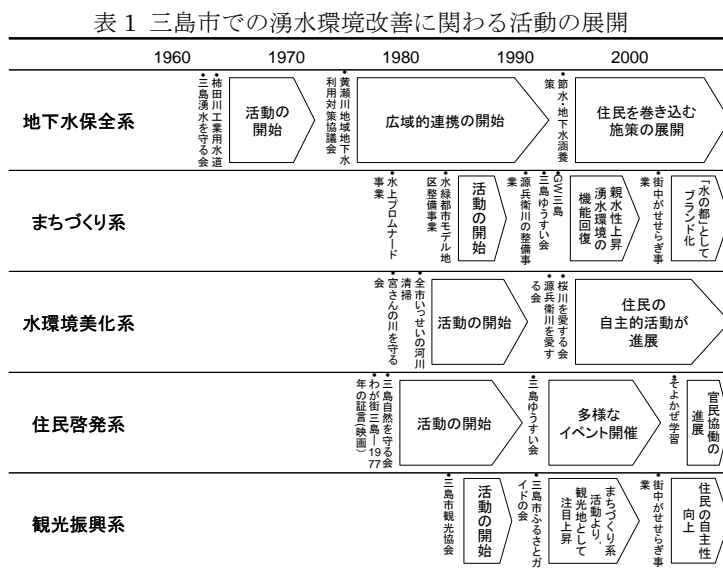 表1 三島市での湧水環境改善に関わる活動の展開
1960 1970 1980 1990 2000
地下水保全系
三島湧水を守る会
柿田川工業用水道
活動の
開始
黄瀬川地域地下水
利用対策協議会
広域的連携の開始
節水・地下水涵養
策
住民を巻き込む
施策の展開
まちづくり系
水上プロムナード
事業
水緑都市モデル地
区整備事業
活動の開始
源兵衛川の整備事
業
三島ゆうすい会
GW三島
親水性上昇
湧水環境の
機能回復
街中がせせらぎ事
業
「水の都」として
ブランド化
水環境美化系
宮さんの川を守る
会
全市いっせいの河川
清掃
活動の開始
源兵衛川を愛す
る会
桜川を愛する会
住民の
自主的活動が
進展
住民啓発系
わが街三島―1977
年の証言(映画)
三島自然を守る会
活動の開始
三島ゆうすい会
多様な
イベント開催
そよかぜ学習
官民協働の
進展
観光振興系
三島市観光協会
活動の開始
三島市ふるさとガ
イドの会
まちづくり系
活動より,
観光地として
注目上昇
街中がせせらぎ事
業
住民の自主性
向上